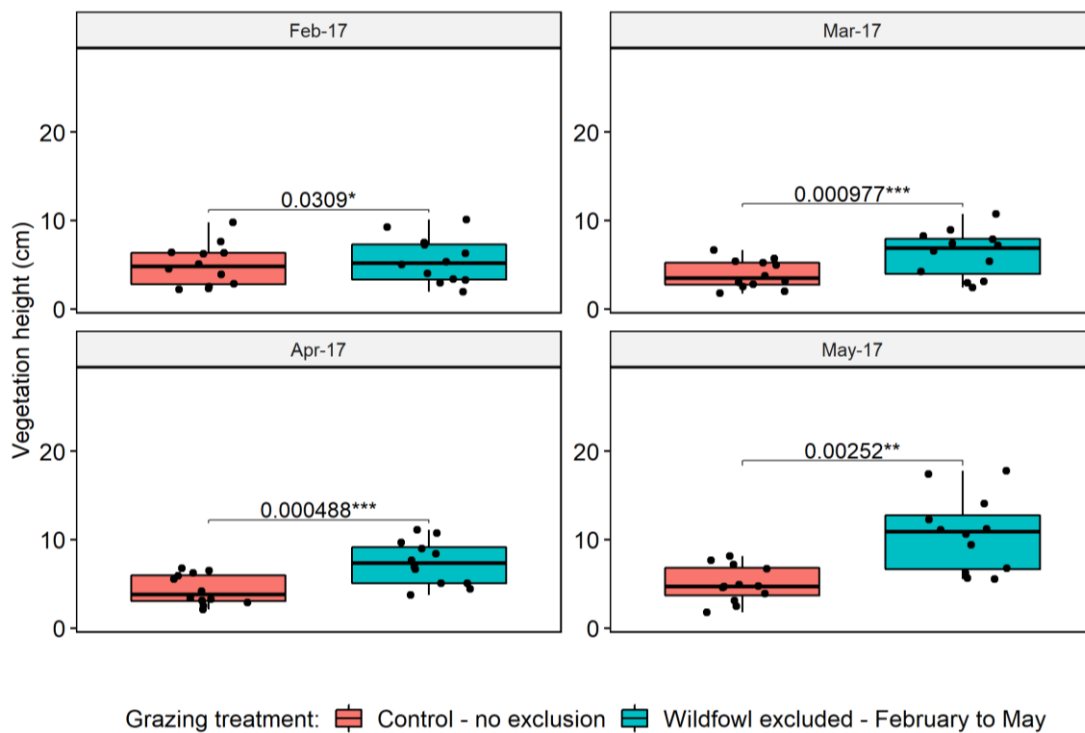 Feb-17
Mar-17
Vegetation height (cm)
20
10
0
0.0309*
20
10
0
0.000977***
Apr-17
May-17
20
10
0
0.000488***
20
10
0
0.00252**
Grazing treatment: Control - no exclusion Wildfowl excluded - February to May